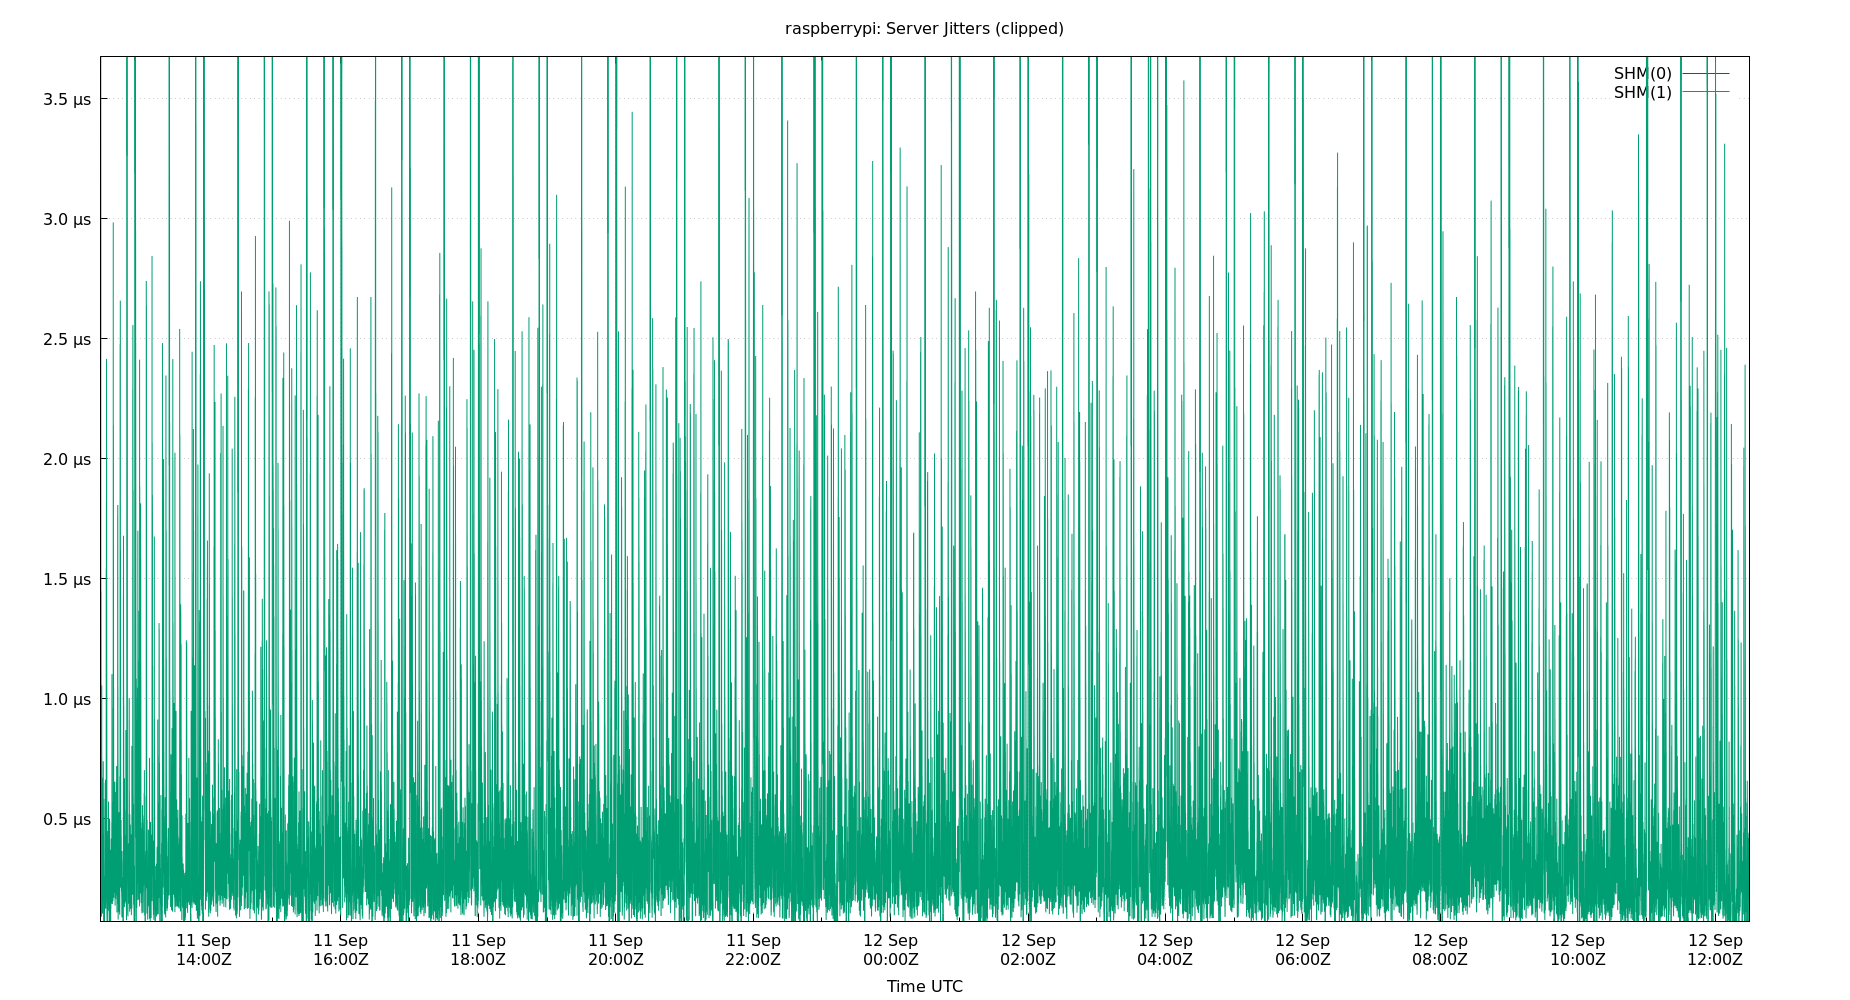 raspberrypi: Server Jitters (clipped)
SHM(0)
SHM(1)
3.5 µs
3.0 µs
2.5 µs
2.0 µs
1.5 µs
1.0 µs
0.5 µs
11 Sep 11 Sep 11 Sep 11 Sep 11 Sep 12 Sep 12 Sep 12 Sep 12 Sep 12 Sep 12 Sep 12 Sep
14:00Z 16:00Z 18:00Z 20:00Z 22:00Z 00:00Z 02:00Z 04:00Z 06:00Z 08:00Z 10:00Z 12:00Z
Time UTC